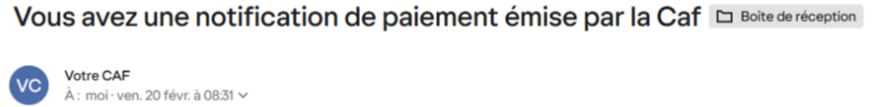 Vous avez une notification de paiement émise par la Caf Boîte de réception
VC
Votre CAF
À : moi · ven. 20 févr. à 08:31